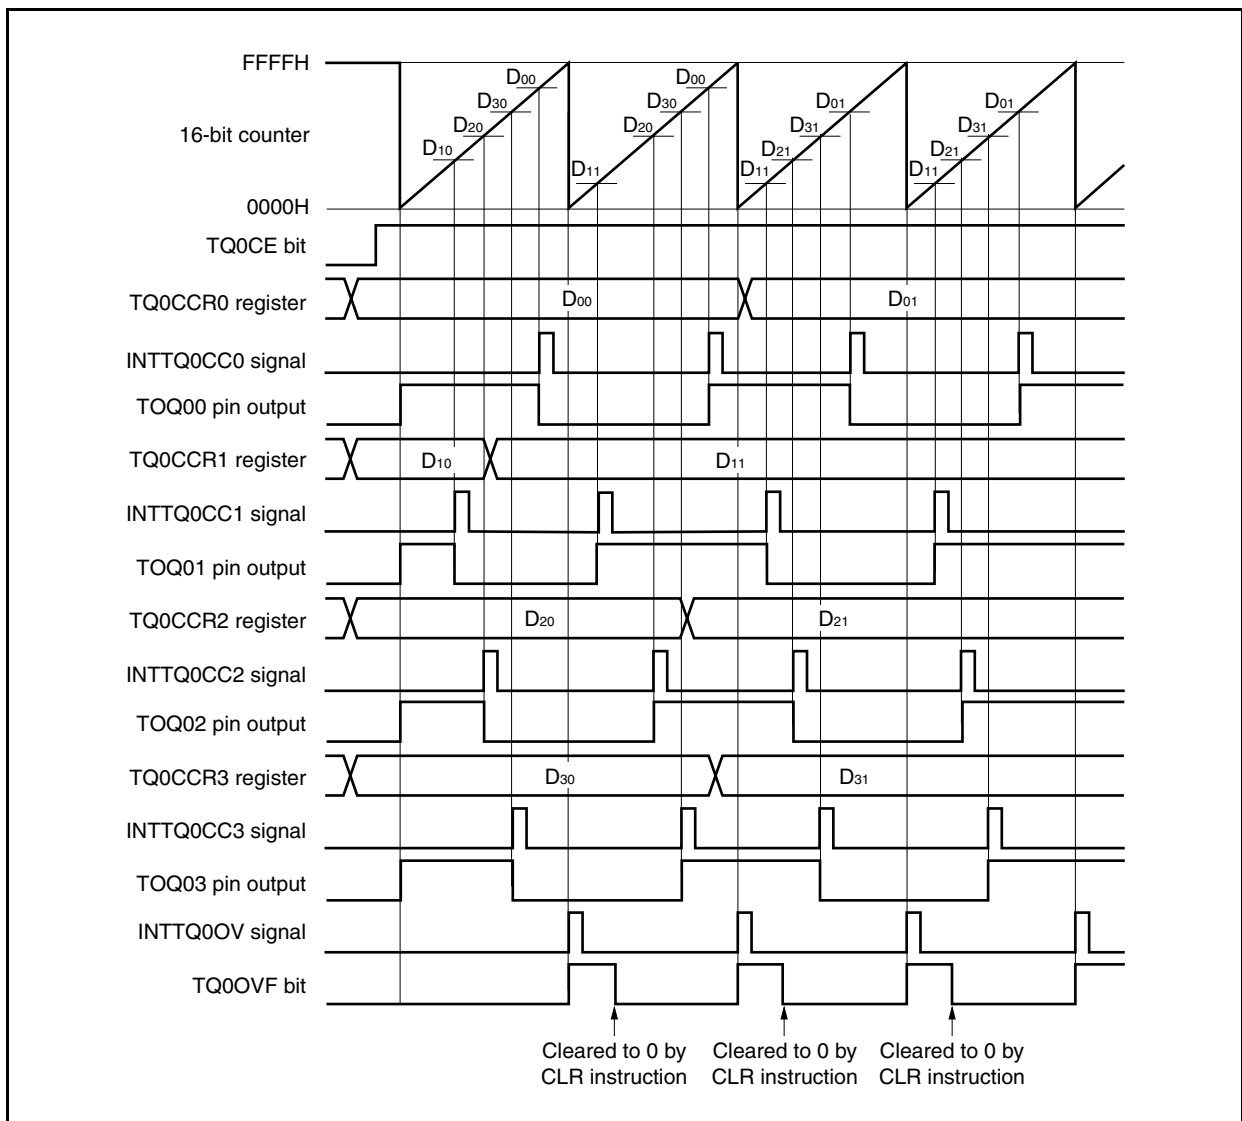 FFFFH
D00
D00
D30
D30
D01
D01
16-bit counter
D20
D20
D31
D31
D10
D21
D21
D11
D11
D11
0000H
TQ0CE bit
TQ0CCR0 register
D00
D01
INTTQ0CC0 signal
TOQ00 pin output
TQ0CCR1 register
D10
D11
INTTQ0CC1 signal
TOQ01 pin output
TQ0CCR2 register
D20
D21
INTTQ0CC2 signal
TOQ02 pin output
TQ0CCR3 register
D30
D31
INTTQ0CC3 signal
TOQ03 pin output
INTTQ0OV signal
TQ0OVF bit
Cleared to 0 by
CLR instruction
Cleared to 0 by
CLR instruction
Cleared to 0 by
CLR instruction